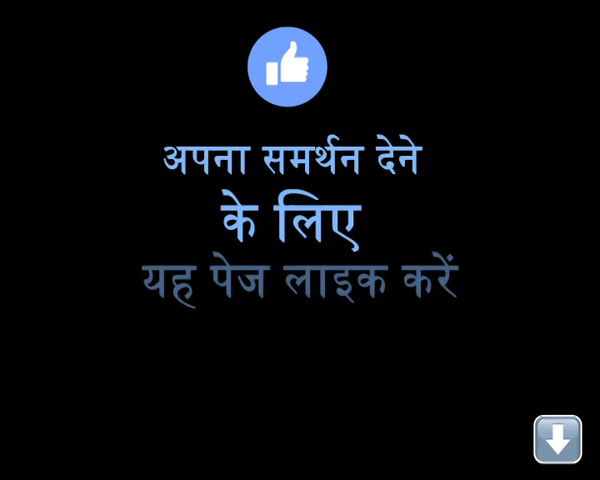 अपना समर्थन देने
के लिए
यह पेज लाइक करें